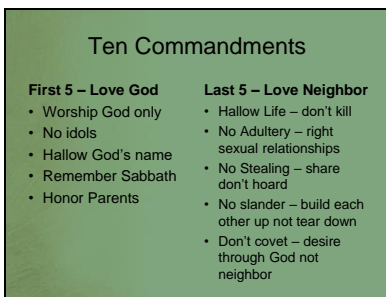 Ten Commandments
First 5 – Love God
• Worship God only
• No idols
• Hallow God's name
• Remember Sabbath
• Honor Parents
Last 5 – Love Neighbor
• Hallow Life – don't kill
• No Adultery – right
sexual relationships
• No Stealing – share
don't hoard
• No slander – build each
other up not tear down
• Don't covet – desire
through God not
neighbor